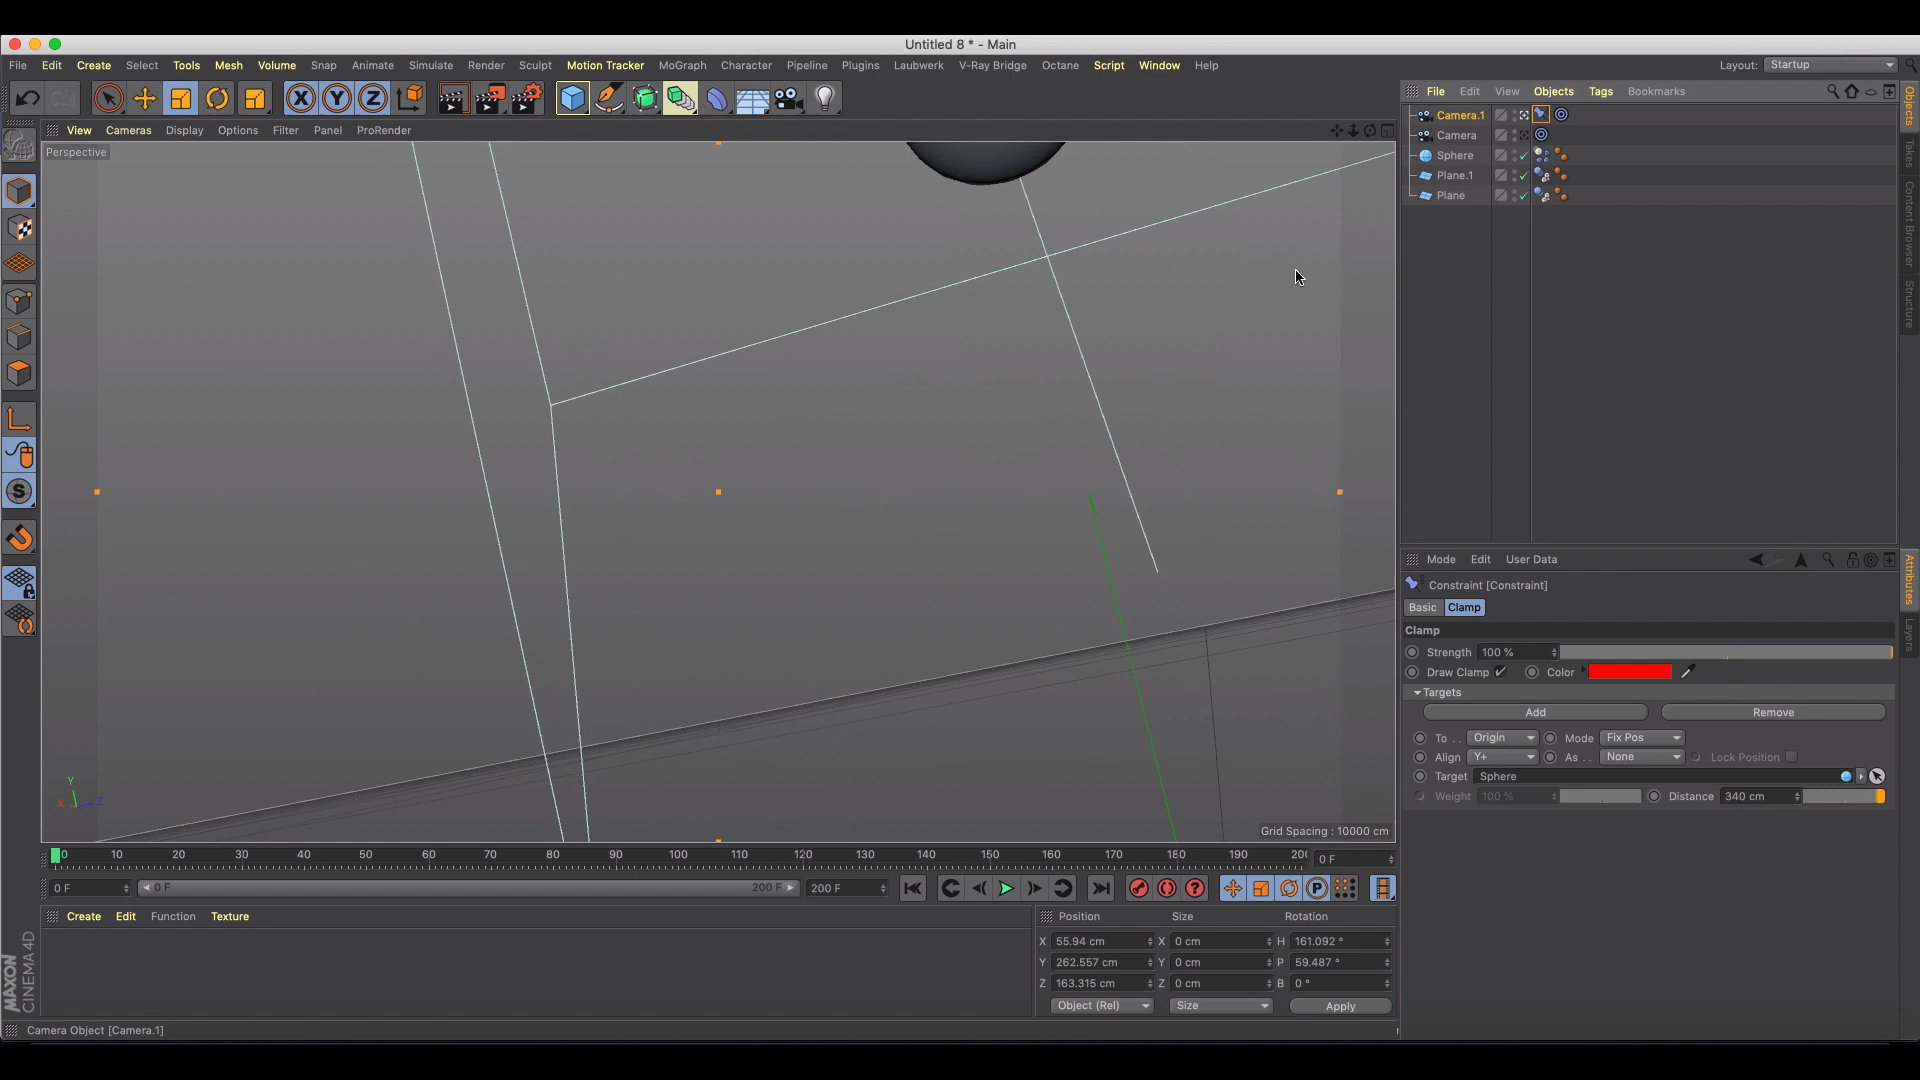 Untitled 8 * - Main
File Edit Create Select Tools Mesh Volume Snap Animate Simulate Render Sculpt Motion Tracker MoGraph Character Pipeline Plugins Laubwerk V-Ray Bridge Octane Script Window Help Layout: Startup
X Y Z
View Cameras Display Options Filter Panel ProRender
Perspective
Grid Spacing : 10000 cm
Y
X Z
S
0 10 20 30 40 50 60 70 80 90 100 110 120 130 140 150 160 170 180 190 200 0 F
0 F 0 F 200 F 200 F
P
Create Edit Function Texture
Position Size Rotation
X 55.94 cm X 0 cm H 161.092 °
Y 262.557 cm Y 0 cm P 59.487 °
Z 163.315 cm Z 0 cm B 0 °
Object (Rel) Size Apply
MAXON
CINEMA 4D
Camera Object [Camera.1]
File Edit View Objects Tags Bookmarks
Camera.1
Camera
Sphere
Plane.1
Plane
Objects
Takes
Content Browser
Structure
Mode Edit User Data
Constraint [Constraint]
Basic Clamp
Clamp
Strength 100 %
Draw Clamp Color
Targets
Add Remove
To . . Origin Mode Fix Pos
Align Y+ As . . None Lock Position
Target Sphere
Weight 100 % Distance 340 cm
Attributes
Layers